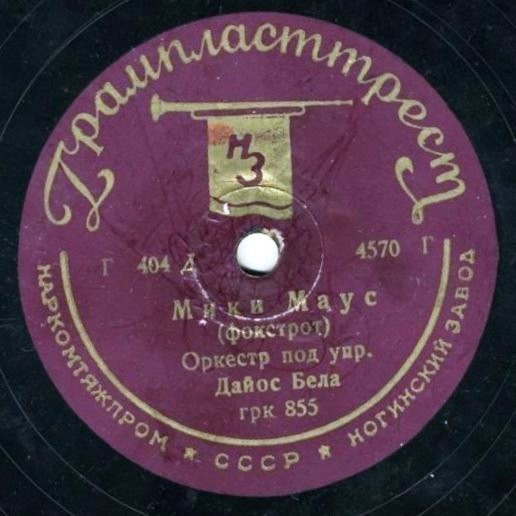 Грампласттрест
НЗ
Г 404 Д
4570 Г
Мики Маус
(фокстрот)
Оркестр под упр.
Дайос Бела
грк 855
НАРКОМТЯЖПРОМ ★ СССР ★ НОГИНСКИЙ ЗАВОД